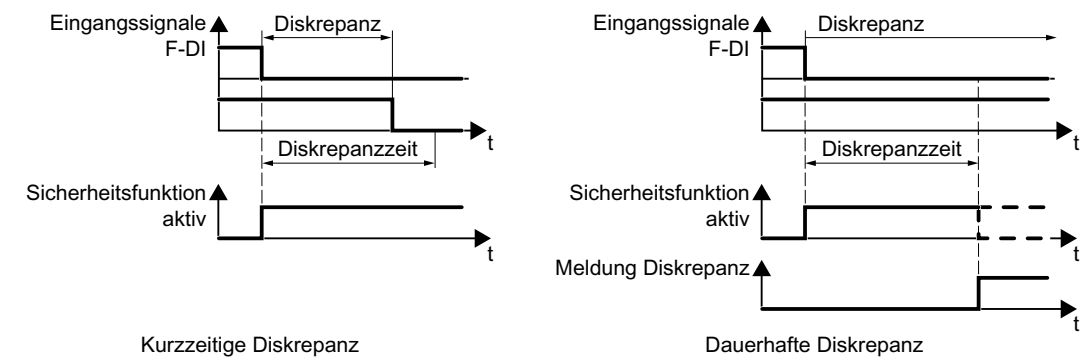 Eingangssignale
F-DI
Diskrepanz
t
Diskrepanzzeit
Sicherheitsfunktion
aktiv
t
Kurzzeitige Diskrepanz
Eingangssignale
F-DI
Diskrepanz
t
Diskrepanzzeit
Sicherheitsfunktion
aktiv
t
Meldung Diskrepanz
t
Dauerhafte Diskrepanz